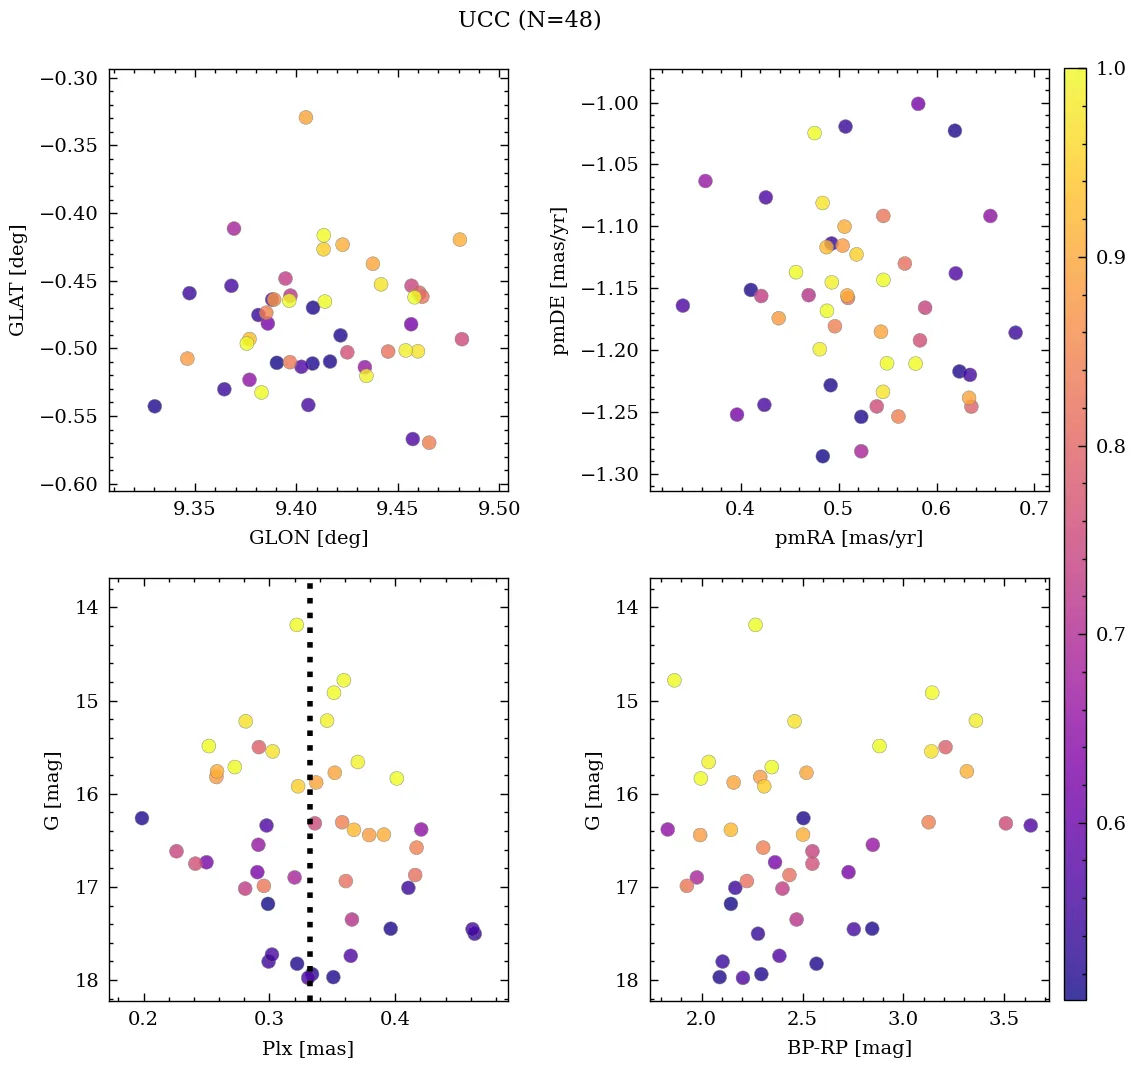 UCC (N=48)
−0.30
−0.35
−0.40
−0.45
−0.50
−0.55
−0.60
GLAT [deg]
9.35 9.40 9.45 9.50
GLON [deg]
−1.00
−1.05
−1.10
−1.15
−1.20
−1.25
−1.30
pmDE [mas/yr]
0.4 0.5 0.6 0.7
pmRA [mas/yr]
14
15
16
17
18
G [mag]
0.2 0.3 0.4
Plx [mas]
14
15
16
17
18
G [mag]
2.0 2.5 3.0 3.5
BP-RP [mag]
1.0
0.9
0.8
0.7
0.6